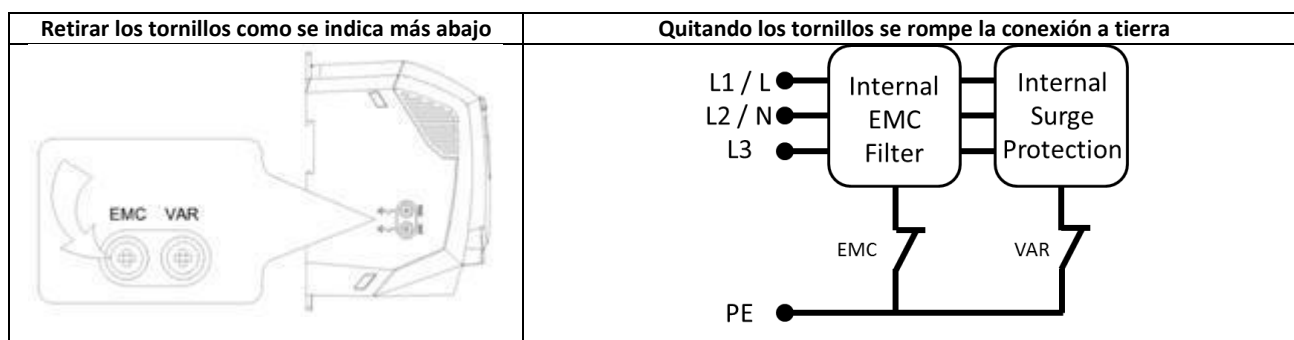 Retirar los tornillos como se indica más abajo
Quitando los tornillos se rompe la conexión a tierra
EMC VAR
L1 / L
L2 / N
L3
Internal
EMC
Filter
Internal
Surge
Protection
EMC
VAR
PE